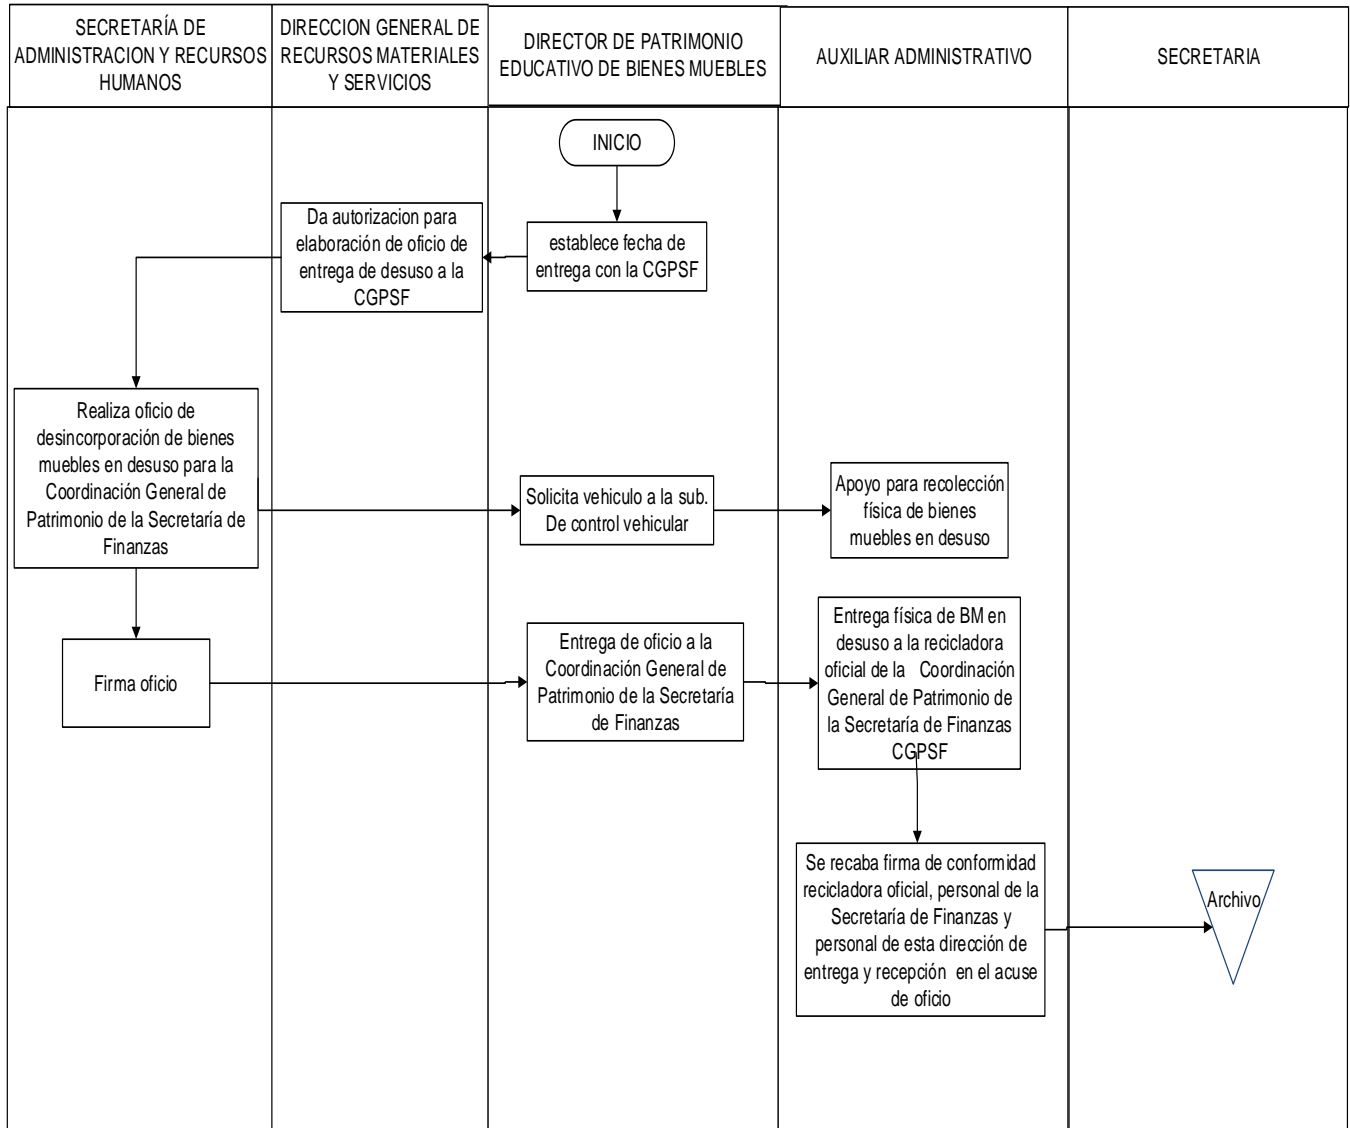 SECRETARÍA DE
ADMINISTRACION Y RECURSOS
HUMANOS
DIRECCION GENERAL DE
RECURSOS MATERIALES
Y SERVICIOS
DIRECTOR DE PATRIMONIO
EDUCATIVO DE BIENES MUEBLES
AUXILIAR ADMINISTRATIVO
SECRETARIA
INICIO
establece fecha de
entrega con la CGPSF
Da autorizacion para
elaboración de oficio de
entrega de desuso a la
CGPSF
Realiza oficio de
desincorporación de bienes
muebles en desuso para la
Coordinación General de
Patrimonio de la Secretaría de
Finanzas
Solicita vehiculo a la sub.
De control vehicular
Apoyo para recolección
física de bienes
muebles en desuso
Firma oficio
Entrega de oficio a la
Coordinación General de
Patrimonio de la Secretaría
de Finanzas
Entrega física de BM en
desuso a la recicladora
oficial de la Coordinación
General de Patrimonio de
la Secretaría de Finanzas
CGPSF
Se recaba firma de conformidad
recicladora oficial, personal de la
Secretaría de Finanzas y
personal de esta dirección de
entrega y recepción en el acuse
de oficio
Archivo